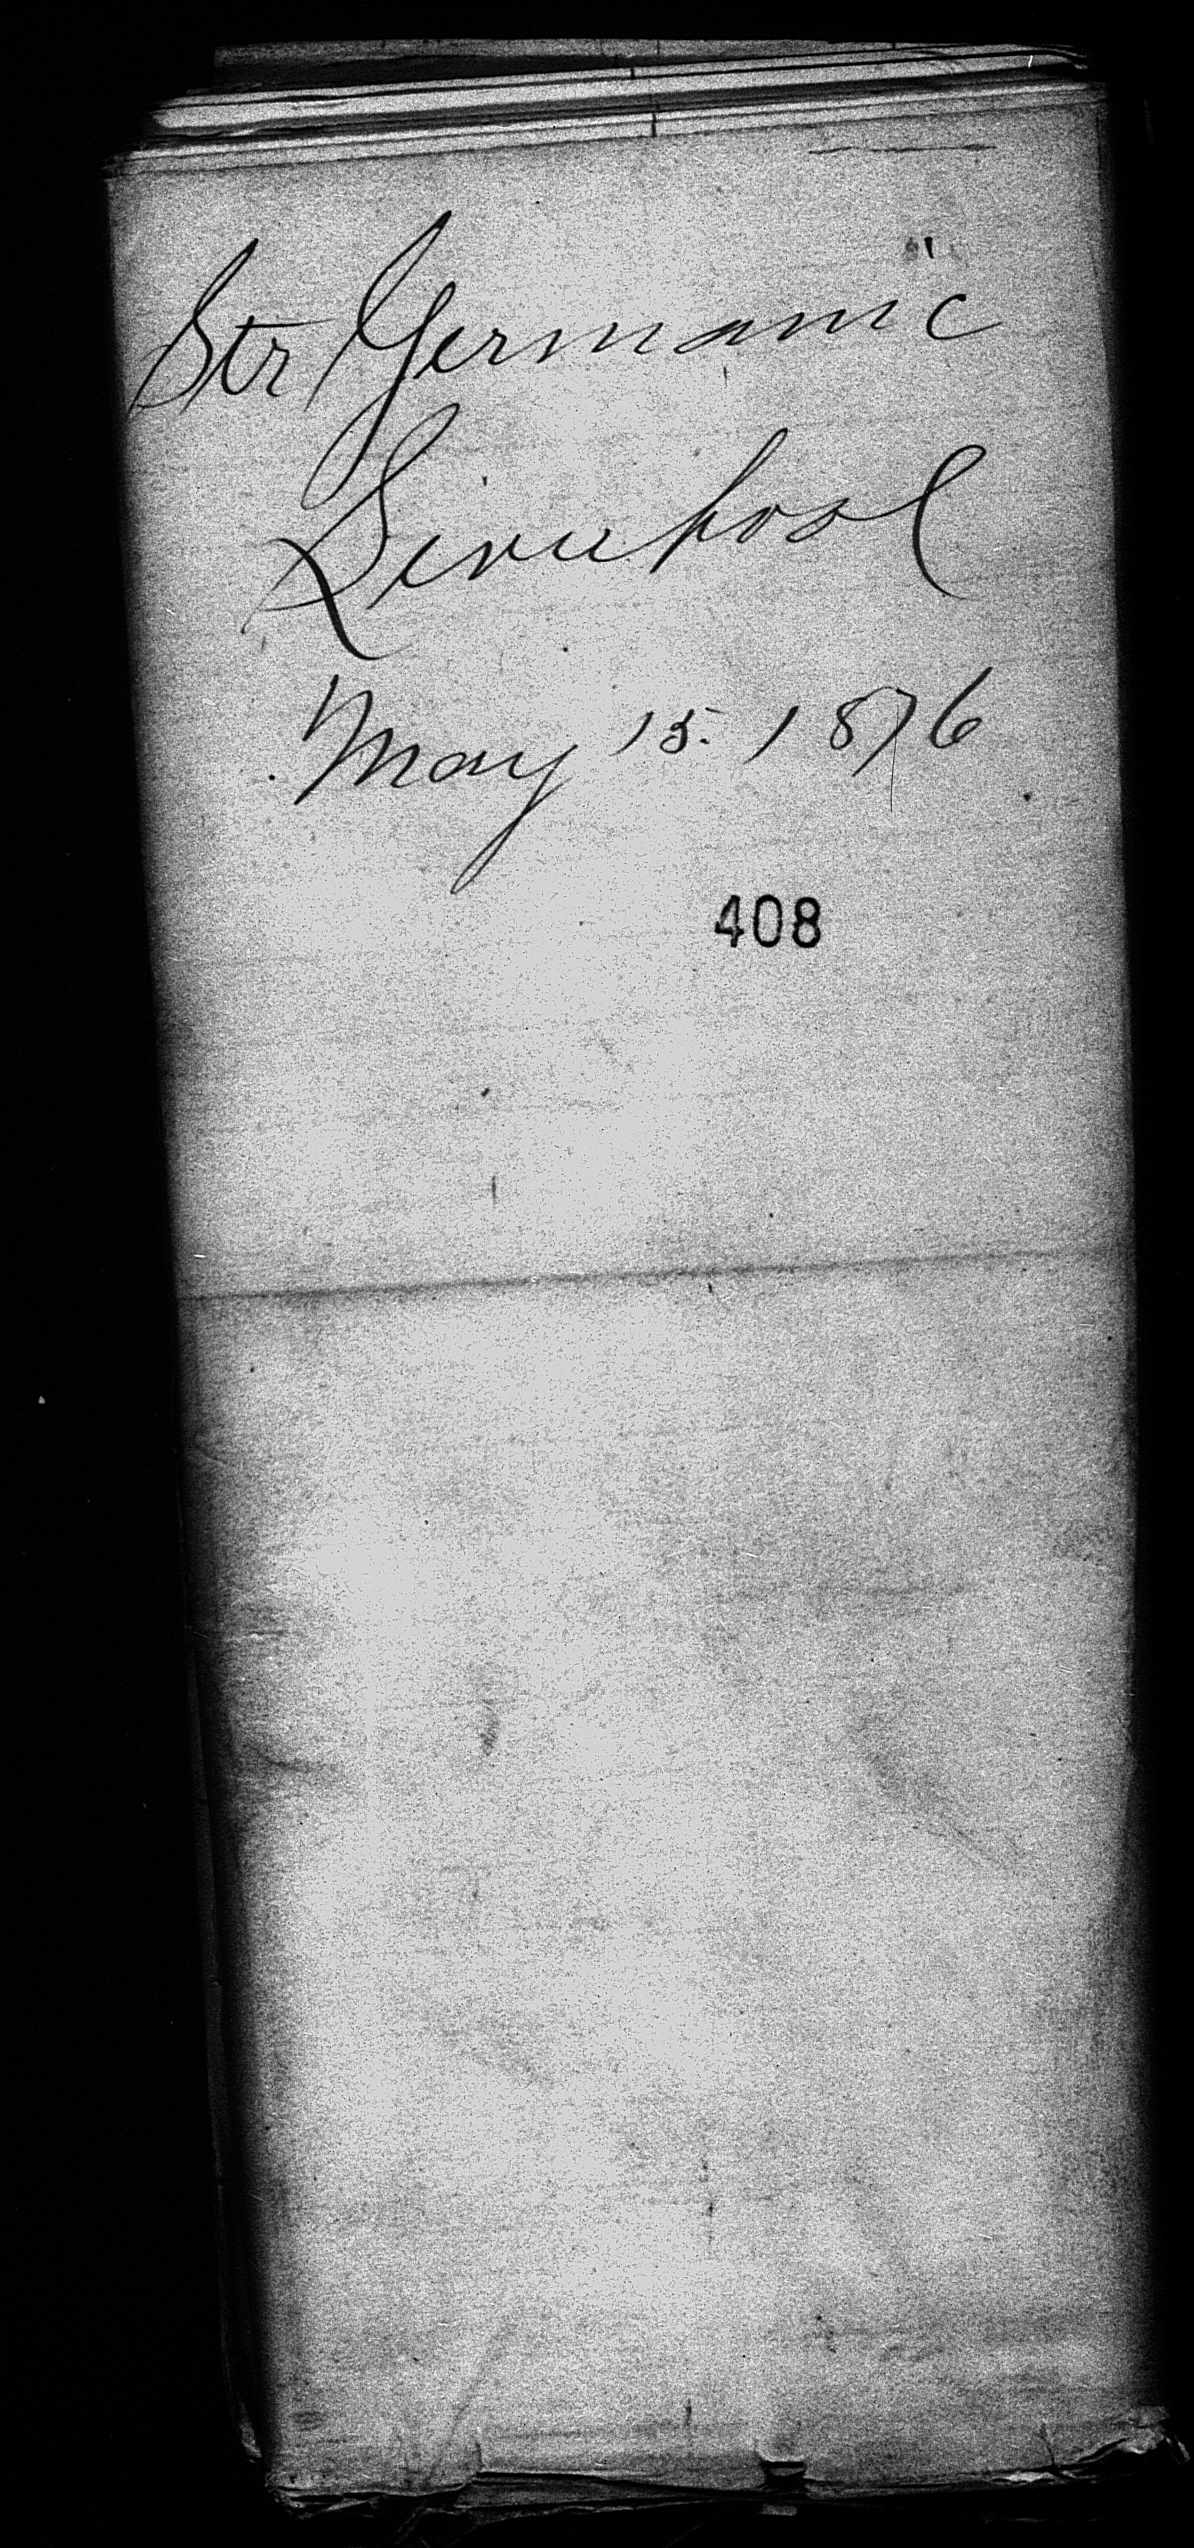 Str Germanic
Liverpool
May 15. 1876
408